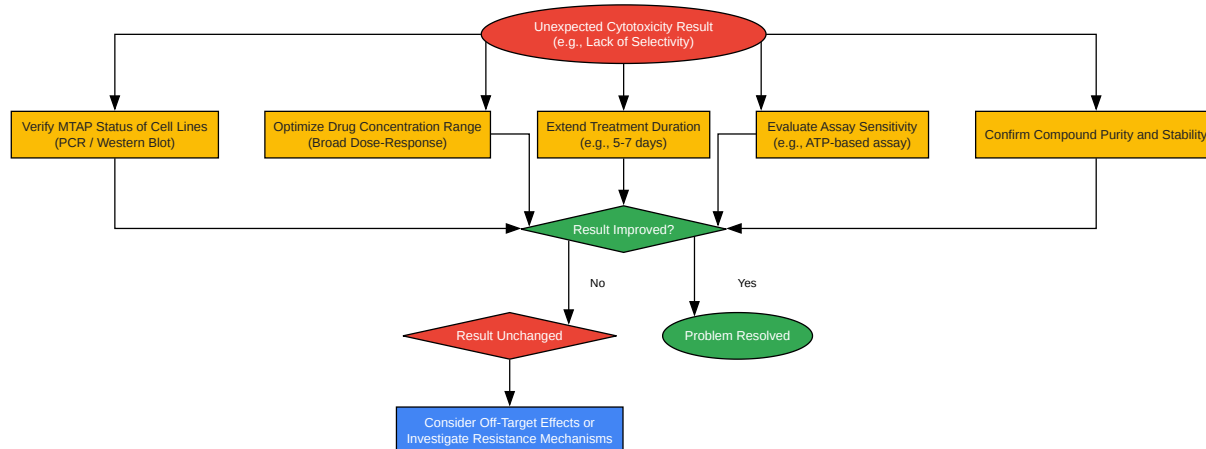 Unexpected Cytotoxicity Result
(e.g., Lack of Selectivity)
Verify MTAP Status of Cell Lines
(PCR / Western Blot)
Optimize Drug Concentration Range
(Broad Dose-Response)
Extend Treatment Duration
(e.g., 5-7 days)
Evaluate Assay Sensitivity
(e.g., ATP-based assay)
Confirm Compound Purity and Stability
Result Improved?
No
Yes
Result Unchanged
Problem Resolved
Consider Off-Target Effects or
Investigate Resistance Mechanisms